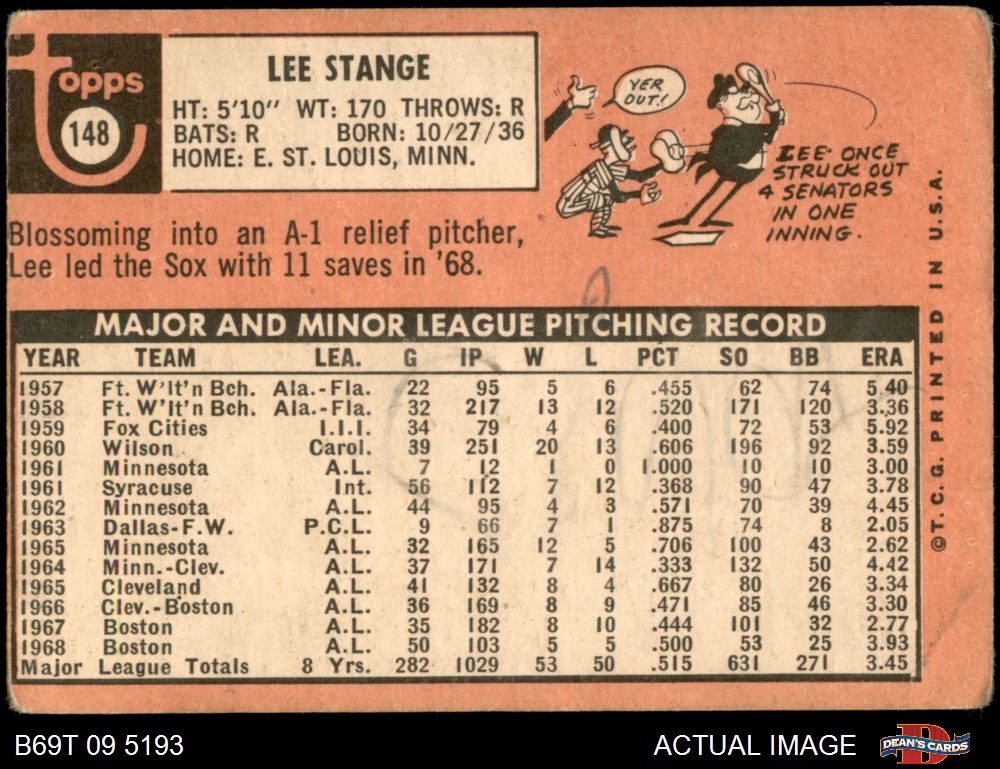 Topps
148
LEE STANGE
HT: 5'10" WT: 170 THROWS: R
BATS: R BORN: 10/27/36
HOME: E. ST. LOUIS, MINN.
YER
OUT!
LEE ONCE
STRUCK OUT
4 SENATORS
IN ONE
INNING.
Blossoming into an A-1 relief pitcher,
Lee led the Sox with 11 saves in '68.
MAJOR AND MINOR LEAGUE PITCHING RECORD
YEAR TEAM LEA. G IP W L PCT SO BB ERA
1957 Ft. W'lt'n Bch. Ala.-Fla. 22 95 5 6 .455 62 74 5.40
1958 Ft. W'lt'n Bch. Ala.-Fla. 32 217 13 12 .520 171 120 3.36
1959 Fox Cities I.I.I. 34 79 4 6 .400 72 53 5.92
1960 Wilson Carol. 39 251 20 13 .606 196 92 3.59
1961 Minnesota A.L. 7 12 1 0 1.000 10 10 3.00
1961 Syracuse Int. 56 112 7 12 .368 90 47 3.78
1962 Minnesota A.L. 44 95 4 3 .571 70 39 4.45
1963 Dallas-F.W. P.C.L. 9 66 7 1 .875 74 8 2.05
1965 Minnesota A.L. 32 165 12 5 .706 100 43 2.62
1964 Minn.-Clev. A.L. 37 171 7 14 .333 132 50 4.42
1965 Cleveland A.L. 41 132 8 4 .667 80 26 3.34
1966 Clev.-Boston A.L. 36 169 8 9 .471 85 46 3.30
1967 Boston A.L. 35 182 8 10 .444 101 32 2.77
1968 Boston A.L. 50 103 5 5 .500 53 25 3.93
Major League Totals 8 Yrs. 282 1029 53 50 .515 631 271 3.45
©T.C.G. PRINTED IN U.S.A.
B69T 09 5193
ACTUAL IMAGE
DEAN'S CARDS